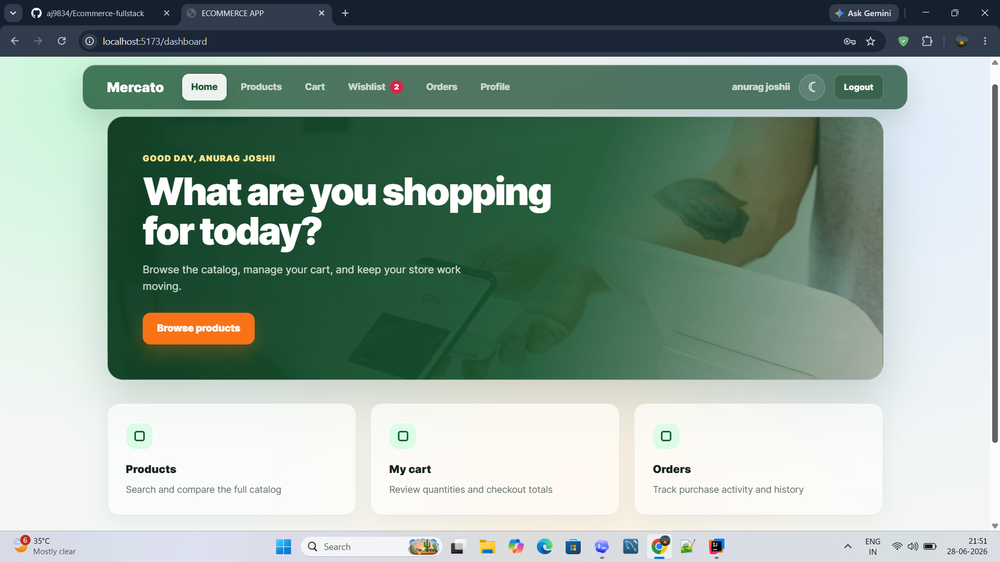 aj9834/Ecommerce-fullstack
ECOMMERCE APP
Ask Gemini
localhost:5173/dashboard
Mercato
Home
Products
Cart
Wishlist 2
Orders
Profile
anurag joshii
Logout
GOOD DAY, ANURAG JOSHII
What are you shopping
for today?
Browse the catalog, manage your cart, and keep your store work
moving.
G Pay
Browse products
Products
Search and compare the full catalog
My cart
Review quantities and checkout totals
Orders
Track purchase activity and history
6
35°C
Mostly clear
Search
IJ
ENG
IN
21:51
28-06-2026